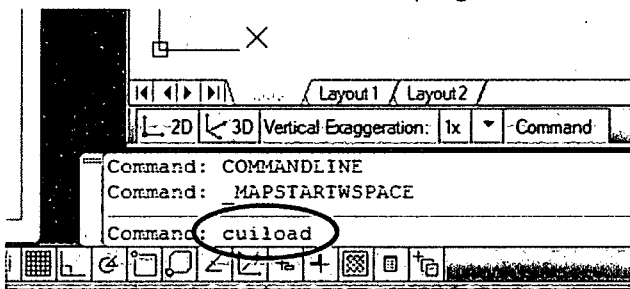 X
Layout1 Layout2
2D 3D Vertical Exaggeration: 1x Command
Command: COMMANDLINE
Command: _MAPSTARTWSPACE
Command: cuiload